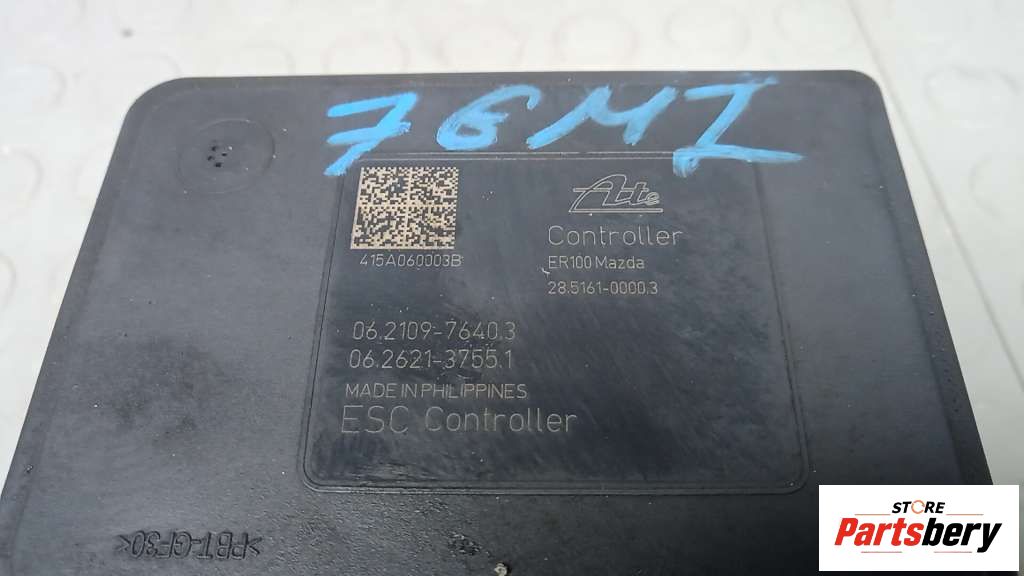 76MZ
Ate
Controller
415A060003B
ER100 Mazda
28.5161-0000.3
06.2109-7640.3
06.2621-3755.1
MADE IN PHILIPPINES
ESC Controller
>PBT-GF30<
STORE
Partsbery